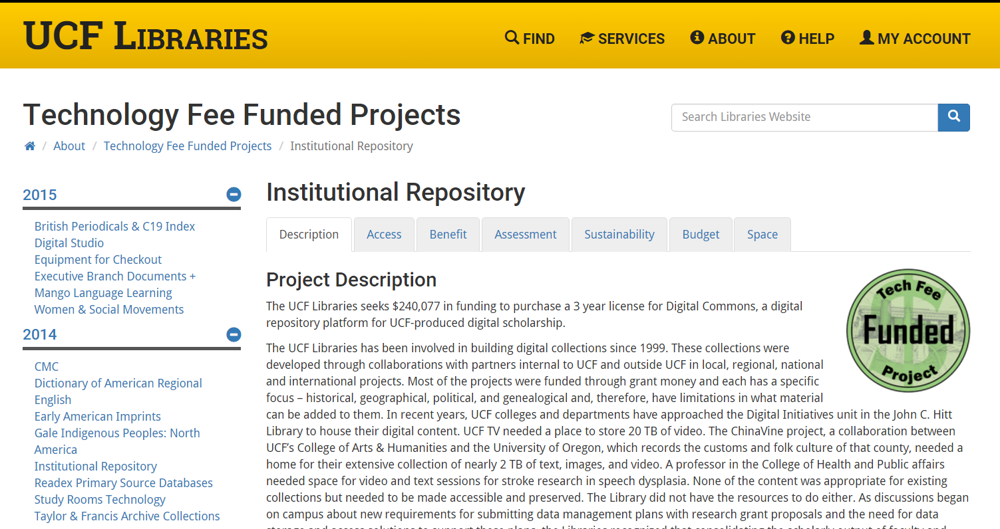 UCF Libraries
FIND
SERVICES
ABOUT
HELP
MY ACCOUNT
Technology Fee Funded Projects
Search Libraries Website
/ About / Technology Fee Funded Projects / Institutional Repository
2015
British Periodicals & C19 Index
Digital Studio
Equipment for Checkout
Executive Branch Documents +
Mango Language Learning
Women & Social Movements
2014
CMC
Dictionary of American Regional
English
Early American Imprints
Gale Indigenous Peoples: North
America
Institutional Repository
Readex Primary Source Databases
Study Rooms Technology
Taylor & Francis Archive Collections
Institutional Repository
Description
Access
Benefit
Assessment
Sustainability
Budget
Space
Project Description
The UCF Libraries seeks $240,077 in funding to purchase a 3 year license for Digital Commons, a digital
repository platform for UCF-produced digital scholarship.
Tech Fee
Funded
Project
The UCF Libraries has been involved in building digital collections since 1999. These collections were
developed through collaborations with partners internal to UCF and outside UCF in local, regional, national
and international projects. Most of the projects were funded through grant money and each has a specific
focus – historical, geographical, political, and genealogical and, therefore, have limitations in what material
can be added to them. In recent years, UCF colleges and departments have approached the Digital Initiatives unit in the John C. Hitt
Library to house their digital content. UCF TV needed a place to store 20 TB of video. The ChinaVine project, a collaboration between
UCF’s College of Arts & Humanities and the University of Oregon, which records the customs and folk culture of that county, needed a
home for their extensive collection of nearly 2 TB of text, images, and video. A professor in the College of Health and Public affairs
needed space for video and text sessions for stroke research in speech dysplasia. None of the content was appropriate for existing
collections but needed to be made accessible and preserved. The Library did not have the resources to do either. As discussions began
on campus about new requirements for submitting data management plans with research grant proposals and the need for data